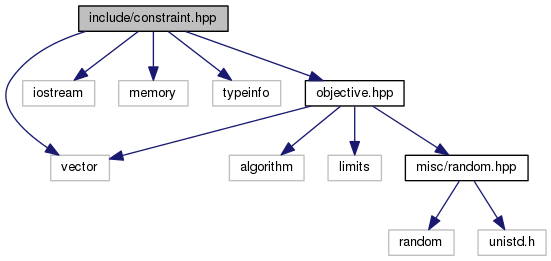 include/constraint.hpp
iostream
memory
typeinfo
objective.hpp
vector
algorithm
limits
misc/random.hpp
random
unistd.h